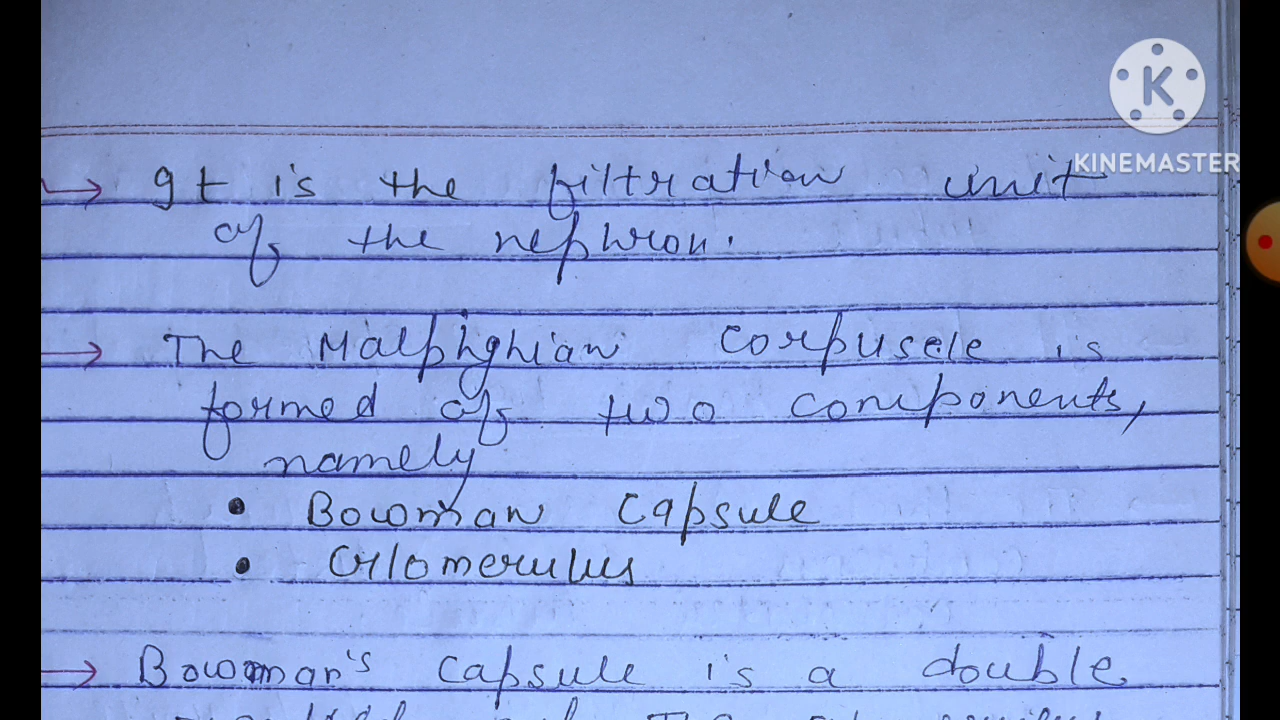 KINEMASTER
→ It is the filtration unit
of the nephron.
→ The Malphighian corpuscle is
formed of two components,
namely
• Bowman Capsule
• Glomerulus
→ Bowman's capsule is a double